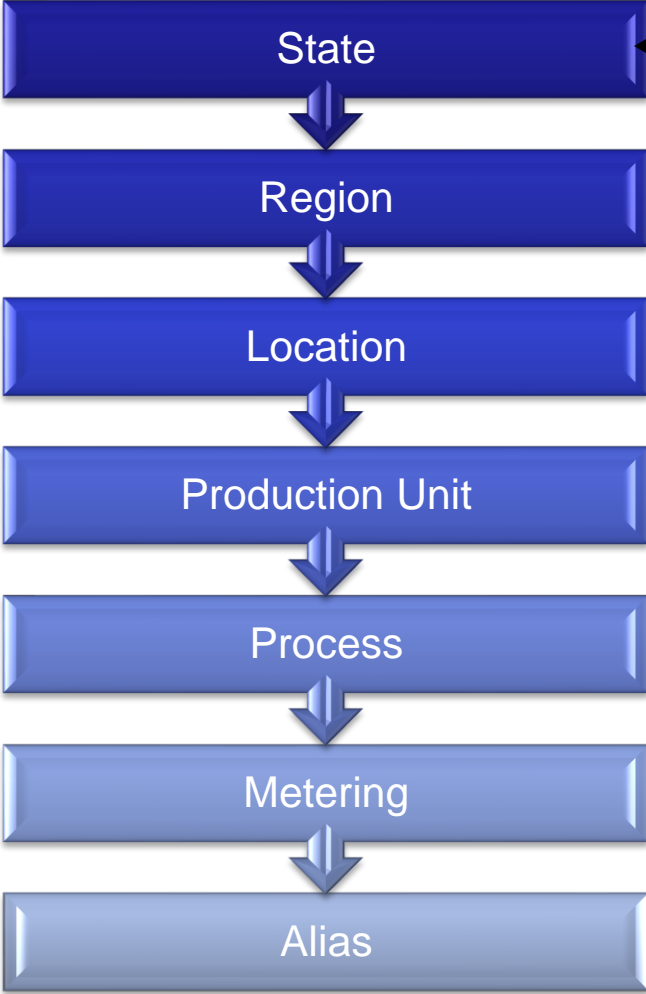 State
Region
Location
Production Unit
Process
Metering
Alias